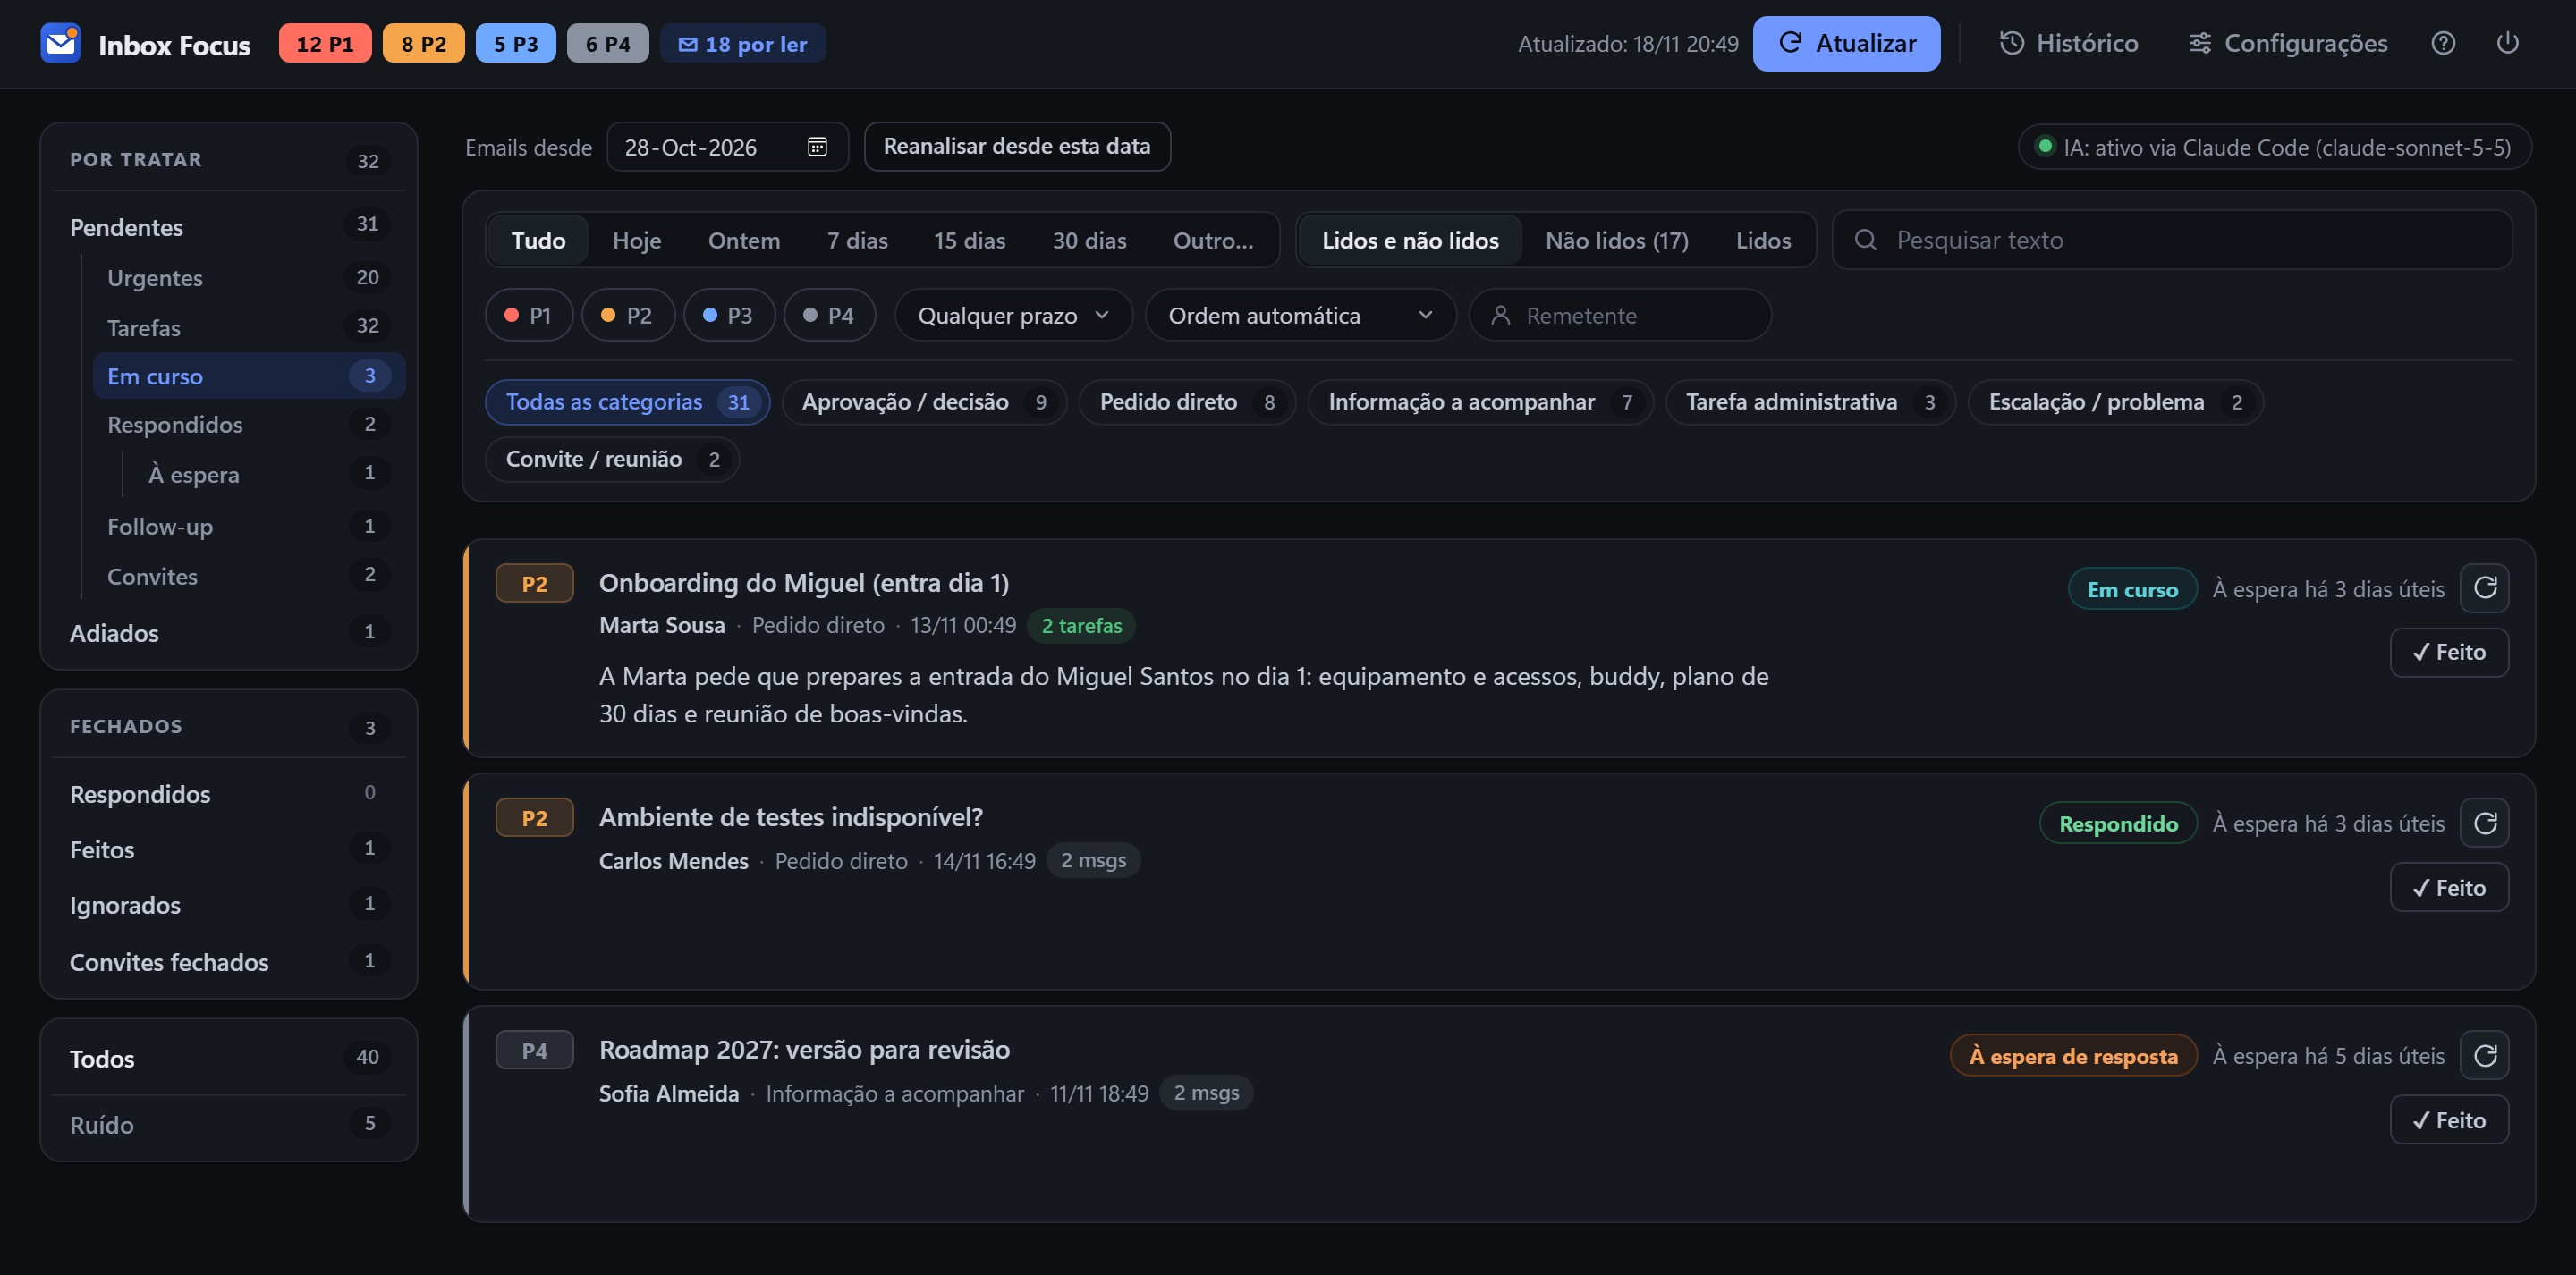 Inbox Focus
12 P1
8 P2
5 P3
6 P4
18 por ler
Atualizado: 18/11 20:49
Atualizar
Histórico
Configurações
POR TRATAR 32
Pendentes 31
Urgentes 20
Tarefas 32
Em curso 3
Respondidos 2
À espera 1
Follow-up 1
Convites 2
Adiados 1
FECHADOS 3
Respondidos 0
Feitos 1
Ignorados 1
Convites fechados 1
Todos 40
Ruído 5
Emails desde
28-Oct-2026
Reanalisar desde esta data
IA: ativo via Claude Code (claude-sonnet-5-5)
Tudo
Hoje
Ontem
7 dias
15 dias
30 dias
Outro...
Lidos e não lidos
Não lidos (17)
Lidos
Pesquisar texto
P1
P2
P3
P4
Qualquer prazo
Ordem automática
Remetente
Todas as categorias 31
Aprovação / decisão 9
Pedido direto 8
Informação a acompanhar 7
Tarefa administrativa 3
Escalação / problema 2
Convite / reunião 2
P2
Onboarding do Miguel (entra dia 1)
Marta Sousa · Pedido direto · 13/11 00:49 2 tarefas
A Marta pede que prepares a entrada do Miguel Santos no dia 1: equipamento e acessos, buddy, plano de
30 dias e reunião de boas-vindas.
Em curso
À espera há 3 dias úteis
✓ Feito
P2
Ambiente de testes indisponível?
Carlos Mendes · Pedido direto · 14/11 16:49 2 msgs
Respondido
À espera há 3 dias úteis
✓ Feito
P4
Roadmap 2027: versão para revisão
Sofia Almeida · Informação a acompanhar · 11/11 18:49 2 msgs
À espera de resposta
À espera há 5 dias úteis
✓ Feito